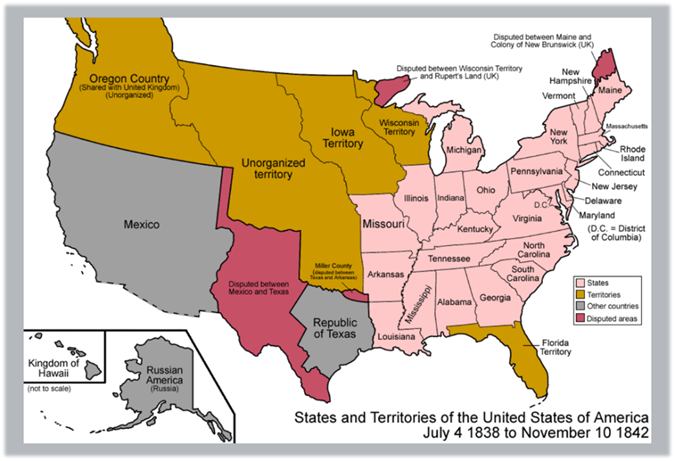 Disputed between Maine and
Colony of New Brunswick (UK)
Disputed between Wisconsin Territory
and Rupert's Land (UK)
Oregon Country
(Shared with United Kingdom)
(Unorganized)
New
Hampshire
Vermont
Maine
Iowa
Territory
Wisconsin
Territory
Michigan
New
York
Massachusetts
Rhode
Island
Connecticut
Unorganized
territory
Pennsylvania
New Jersey
Delaware
Maryland
(D.C. = District
of Columbia)
D.C.
Illinois
Indiana
Ohio
Virginia
Mexico
Missouri
Kentucky
North
Carolina
Tennessee
South
Carolina
Miller County
(disputed between
Texas and Arkansas)
Disputed between
Mexico and Texas
Arkansas
Mississippi
Alabama
Georgia
Republic
of Texas
Louisiana
Florida
Territory
States
Territories
Other countries
Disputed areas
Kingdom of
Hawaii
(not to scale)
Russian
America
(Russia)
States and Territories of the United States of America
July 4 1838 to November 10 1842